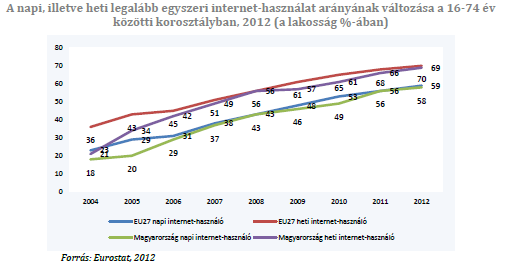 A napi, illetve heti legalább egyszeri internet-használat arányának változása a 16-74 év
közötti korosztályban, 2012 (a lakosság %-ában)
80
70
60
50
40
30
20
10
0
36 43 45 51 56 61 65 68 70
23 29 31 38 43 48 53 56 59
21 34 42 49 56 57 61 66 69
18 20 29 37 43 46 49 56 58
2004 2005 2006 2007 2008 2009 2010 2011 2012
EU27 napi internet-használó EU27 heti internet-használó
Magyarország napi internet-használó Magyarország heti internet-használó
Forrás: Eurostat, 2012